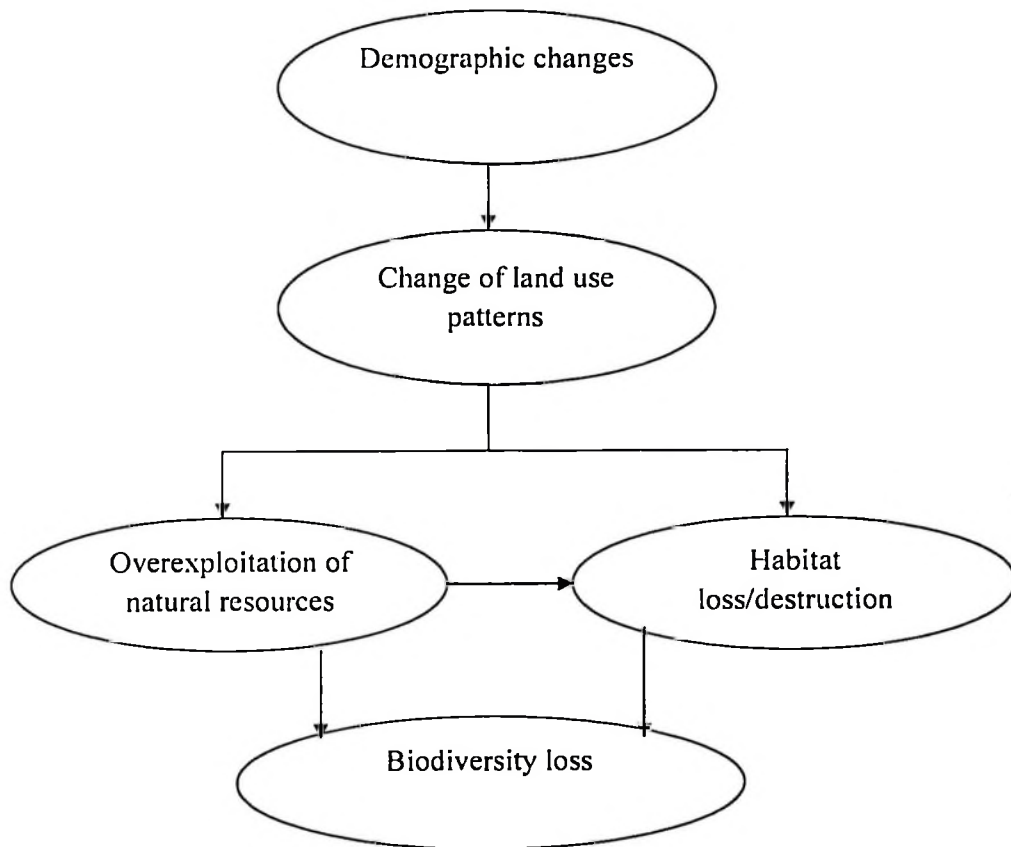 Demographic changes
Change of land use
patterns
Overexploitation of
natural resources
Habitat
loss/destruction
Biodiversity loss